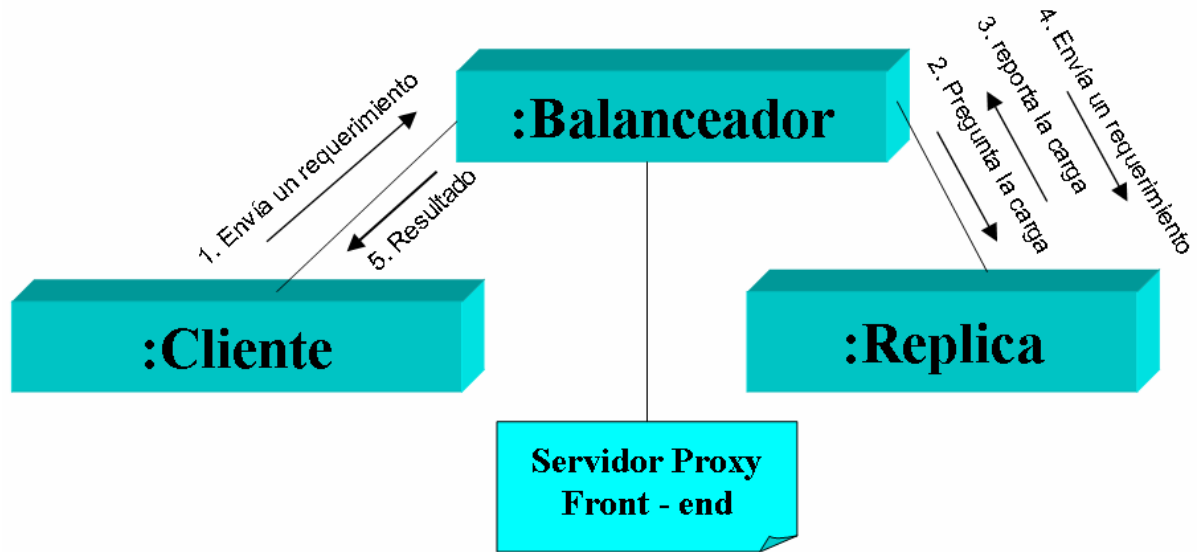 :Balanceador
1. Envía un requerimiento
5. Resultado
2. Pregunta la carga
3. reporta la carga
4. Envía un requerimiento
:Cliente
:Replica
Servidor Proxy
Front - end